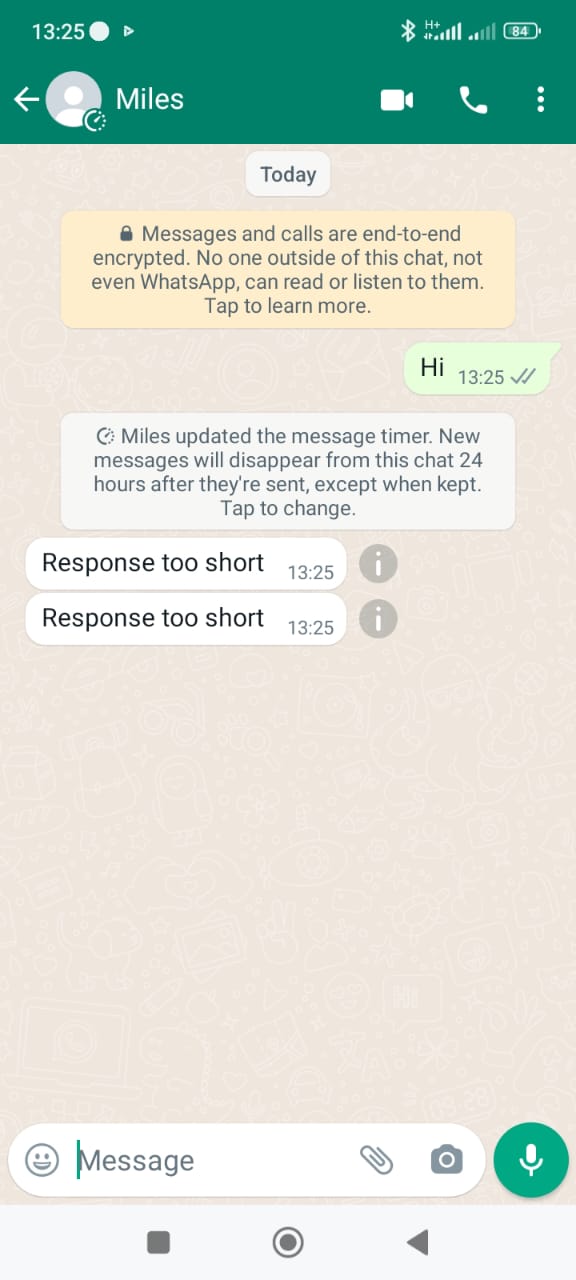 13:25
H+
84
Miles
Today
Messages and calls are end-to-end
encrypted. No one outside of this chat, not
even WhatsApp, can read or listen to them.
Tap to learn more.
Hi 13:25
Miles updated the message timer. New
messages will disappear from this chat 24
hours after they're sent, except when kept.
Tap to change.
Response too short 13:25
Response too short 13:25
Message